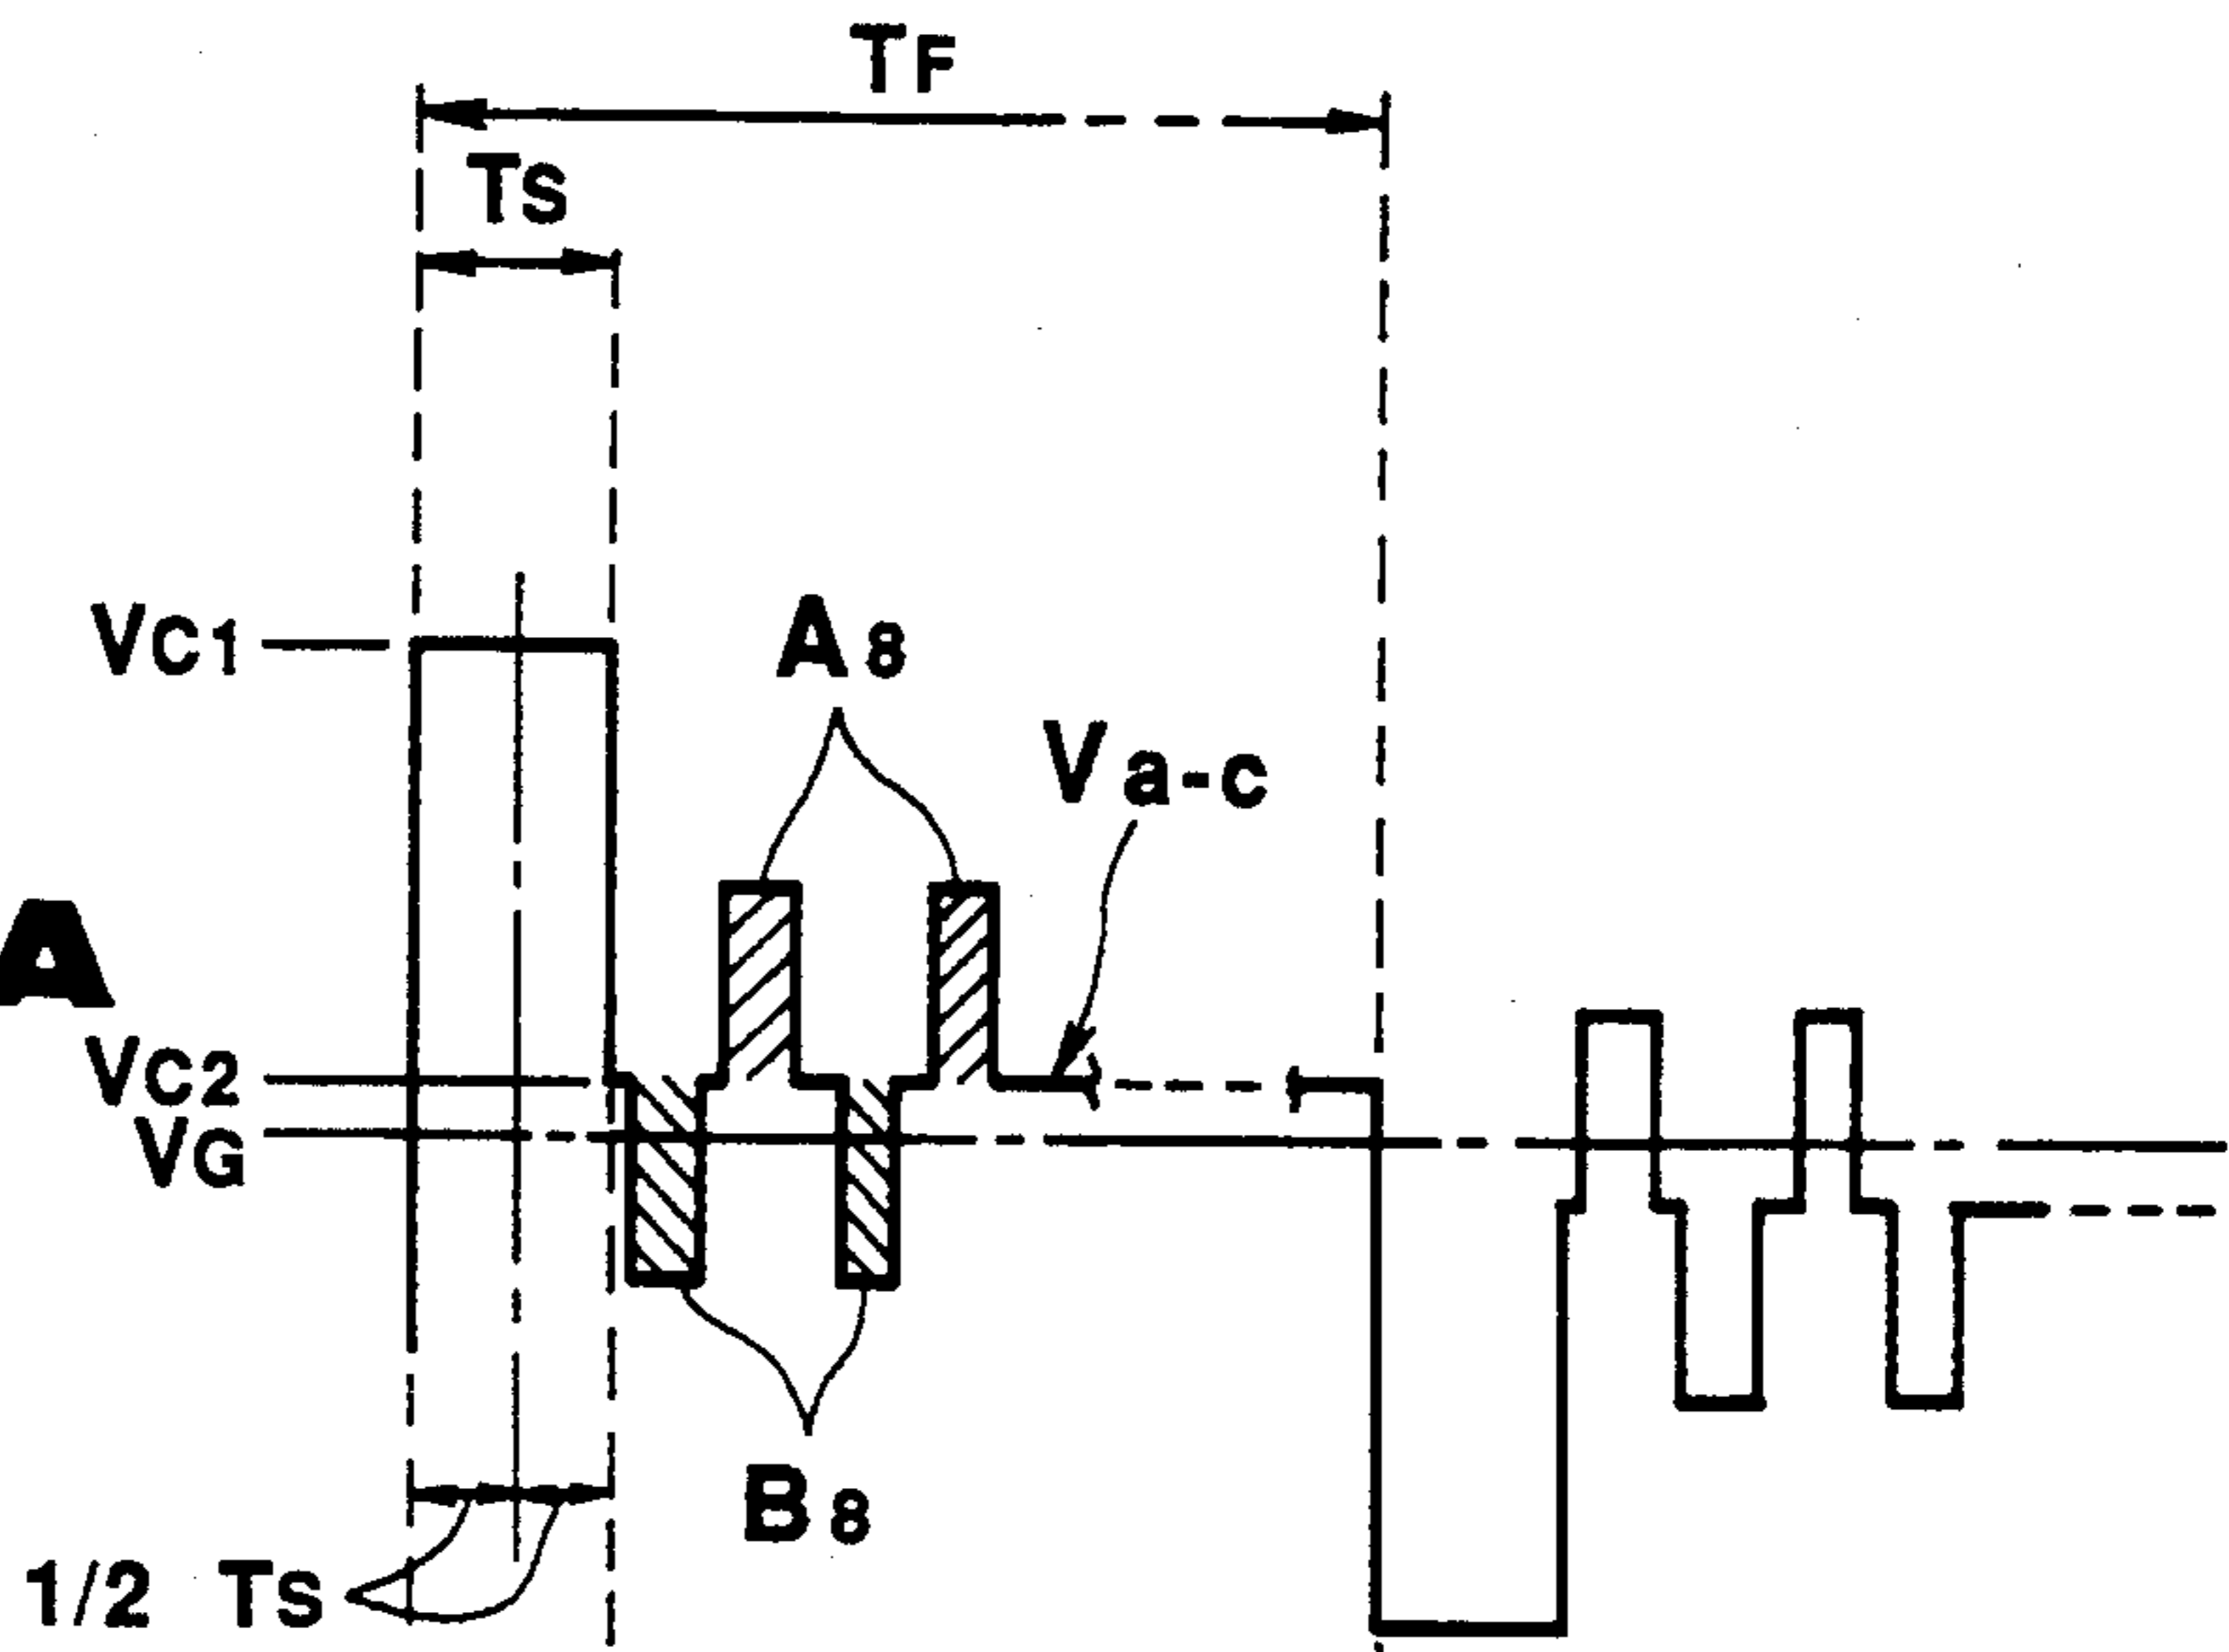 TF
TS
VC1
A8
Va-c
A
VC2
VG
B8
1/2 TS